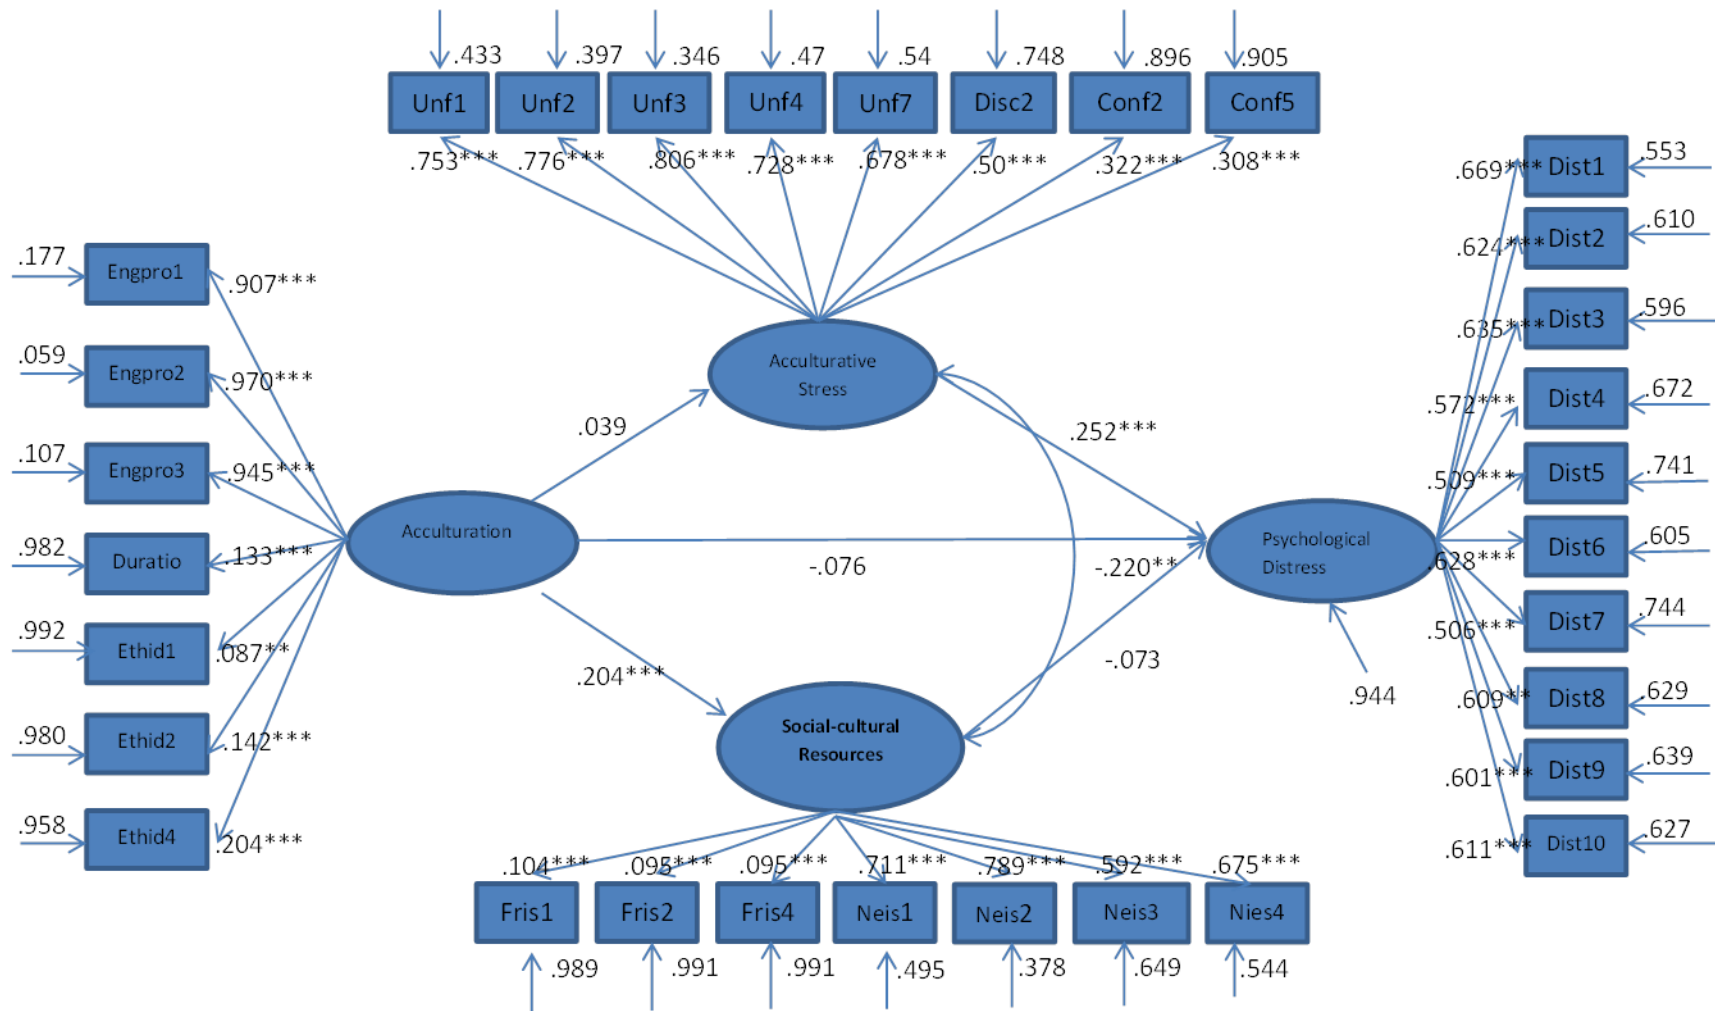 .433 .397 .346 .47 .54 .748 .896 .905
Unf1 Unf2 Unf3 Unf4 Unf7 Disc2 Conf2 Conf5
.753*** .776*** .806*** .728*** .678*** .50*** .322*** .308***
.177 Engpro1 .907***
.059 Engpro2 .970***
.107 Engpro3 .945***
.982 Duratio .133***
.992 Ethid1 .087**
.980 Ethid2 .142***
.958 Ethid4 .204***
Acculturative
Stress
.039
.252***
Acculturation
-.076
-.220**
Psychological
Distress
.204***
-.073
.944
Social-cultural
Resources
.669*** Dist1 .553
.624*** Dist2 .610
.635*** Dist3 .596
.572*** Dist4 .672
.509*** Dist5 .741
.628*** Dist6 .605
.506*** Dist7 .744
.609** Dist8 .629
.601*** Dist9 .639
.611*** Dist10 .627
.104*** .095*** .095*** .711*** .789*** .592*** .675***
Fris1 Fris2 Fris4 Neis1 Neis2 Neis3 Nies4
.989 .991 .991 .495 .378 .649 .544